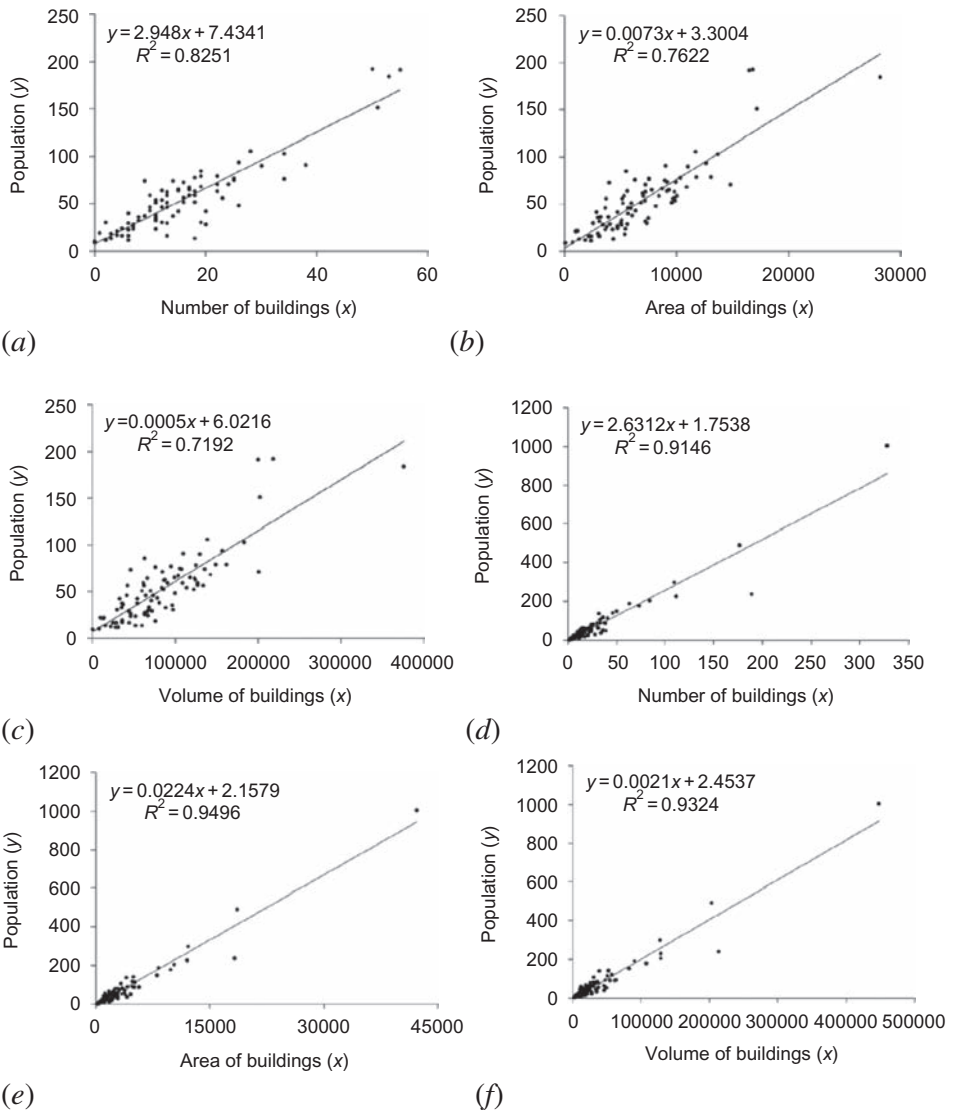 250
200
150
100
50
0
Population (y)
y = 2.948x + 7.4341
R² = 0.8251
0 20 40 60
Number of buildings (x)
(a)
250
200
150
100
50
0
Population (y)
y = 0.0073x + 3.3004
R² = 0.7622
0 10000 20000 30000
Area of buildings (x)
(b)
250
200
150
100
50
0
Population (y)
y = 0.0005x + 6.0216
R² = 0.7192
0 100000 200000 300000 400000
Volume of buildings (x)
(c)
1200
1000
800
600
400
200
0
Population (y)
y = 2.6312x + 1.7538
R² = 0.9146
0 50 100 150 200 250 300 350
Number of buildings (x)
(d)
1200
1000
800
600
400
200
0
Population (y)
y = 0.0224x + 2.1579
R² = 0.9496
0 15000 30000 45000
Area of buildings (x)
(e)
1200
1000
800
600
400
200
0
Population (y)
y = 0.0021x + 2.4537
R² = 0.9324
0 100000 200000 300000 400000 500000
Volume of buildings (x)
(f)